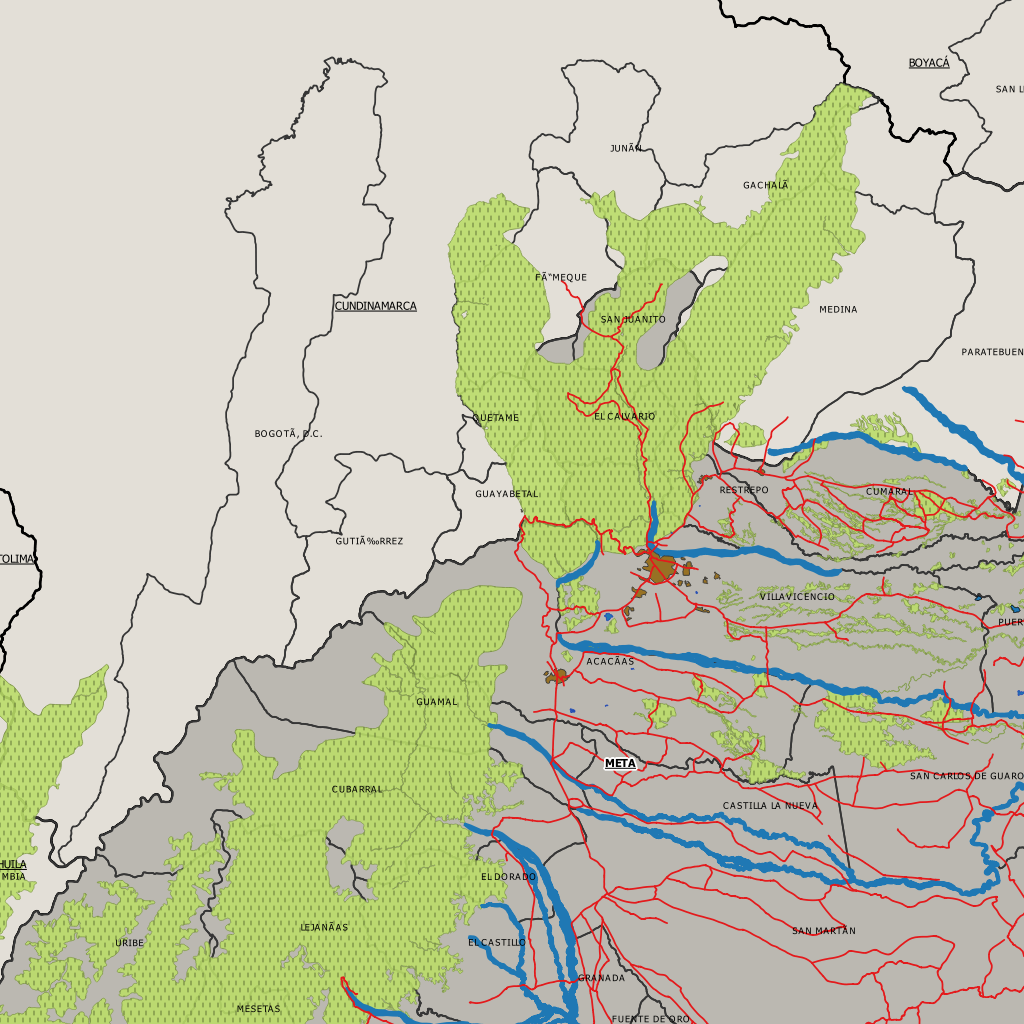 BOYACÁ
SAN L
JUNÃN
GACHALÃ
FÃ“MEQUE
CUNDINAMARCA
SAN JUANITO
MEDINA
PARATEBUEN
QUETAME
EL CALVARIO
BOGOTÃ, D.C.
GUAYABETAL
RESTREPO
CUMARAL
GUTIÃ‰RREZ
TOLIMA
VILLAVICENCIO
PUER
ACACÃAS
GUAMAL
META
SAN CARLOS DE GUARO
CUBARRAL
CASTILLA LA NUEVA
HUILA
MBIA
EL DORADO
LEJANÃAS
SAN MARTÃN
URIBE
EL CASTILLO
GRANADA
MESETAS
FUENTE DE ORO